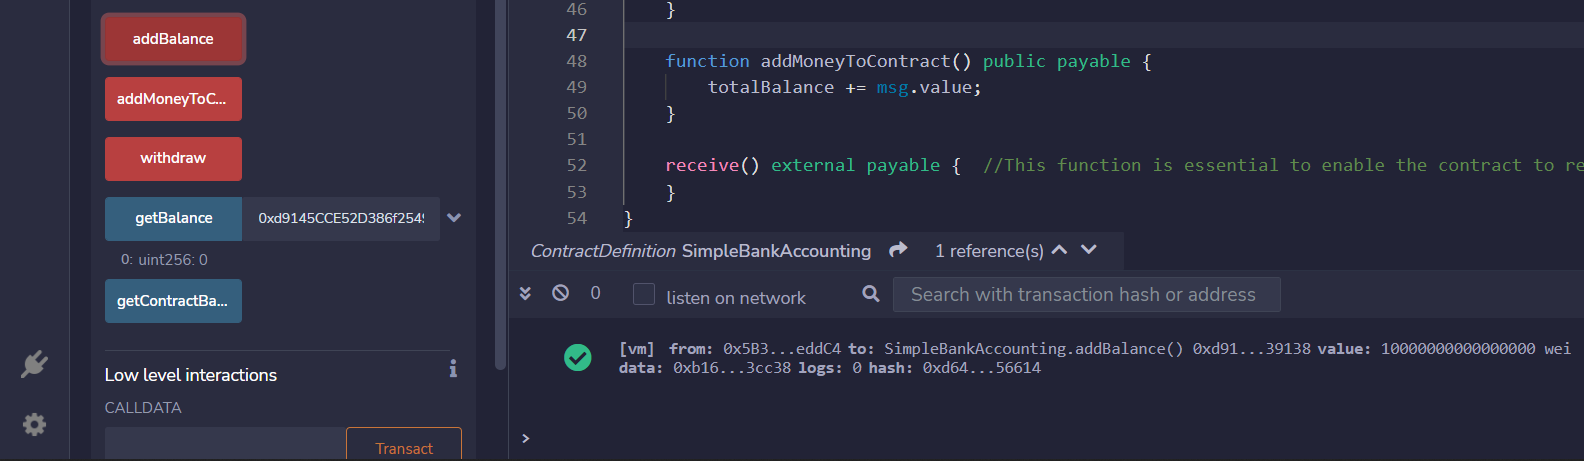 addBalance
addMoneyToC...
withdraw
getBalance 0xd9145CCE52D386f254
0: uint256: 0
getContractBa...
Low level interactions
CALLDATA
Transact
46 }
47
48 function addMoneyToContract() public payable {
49 totalBalance += msg.value;
50 }
51
52 receive() external payable { //This function is essential to enable the contract to re
53 }
54 }
ContractDefinition SimpleBankAccounting 1 reference(s)
0 listen on network Search with transaction hash or address
[vm] from: 0x5B3...eddC4 to: SimpleBankAccounting.addBalance() 0xd91...39138 value: 10000000000000000 wei
data: 0xb16...3cc38 logs: 0 hash: 0xd64...56614
>